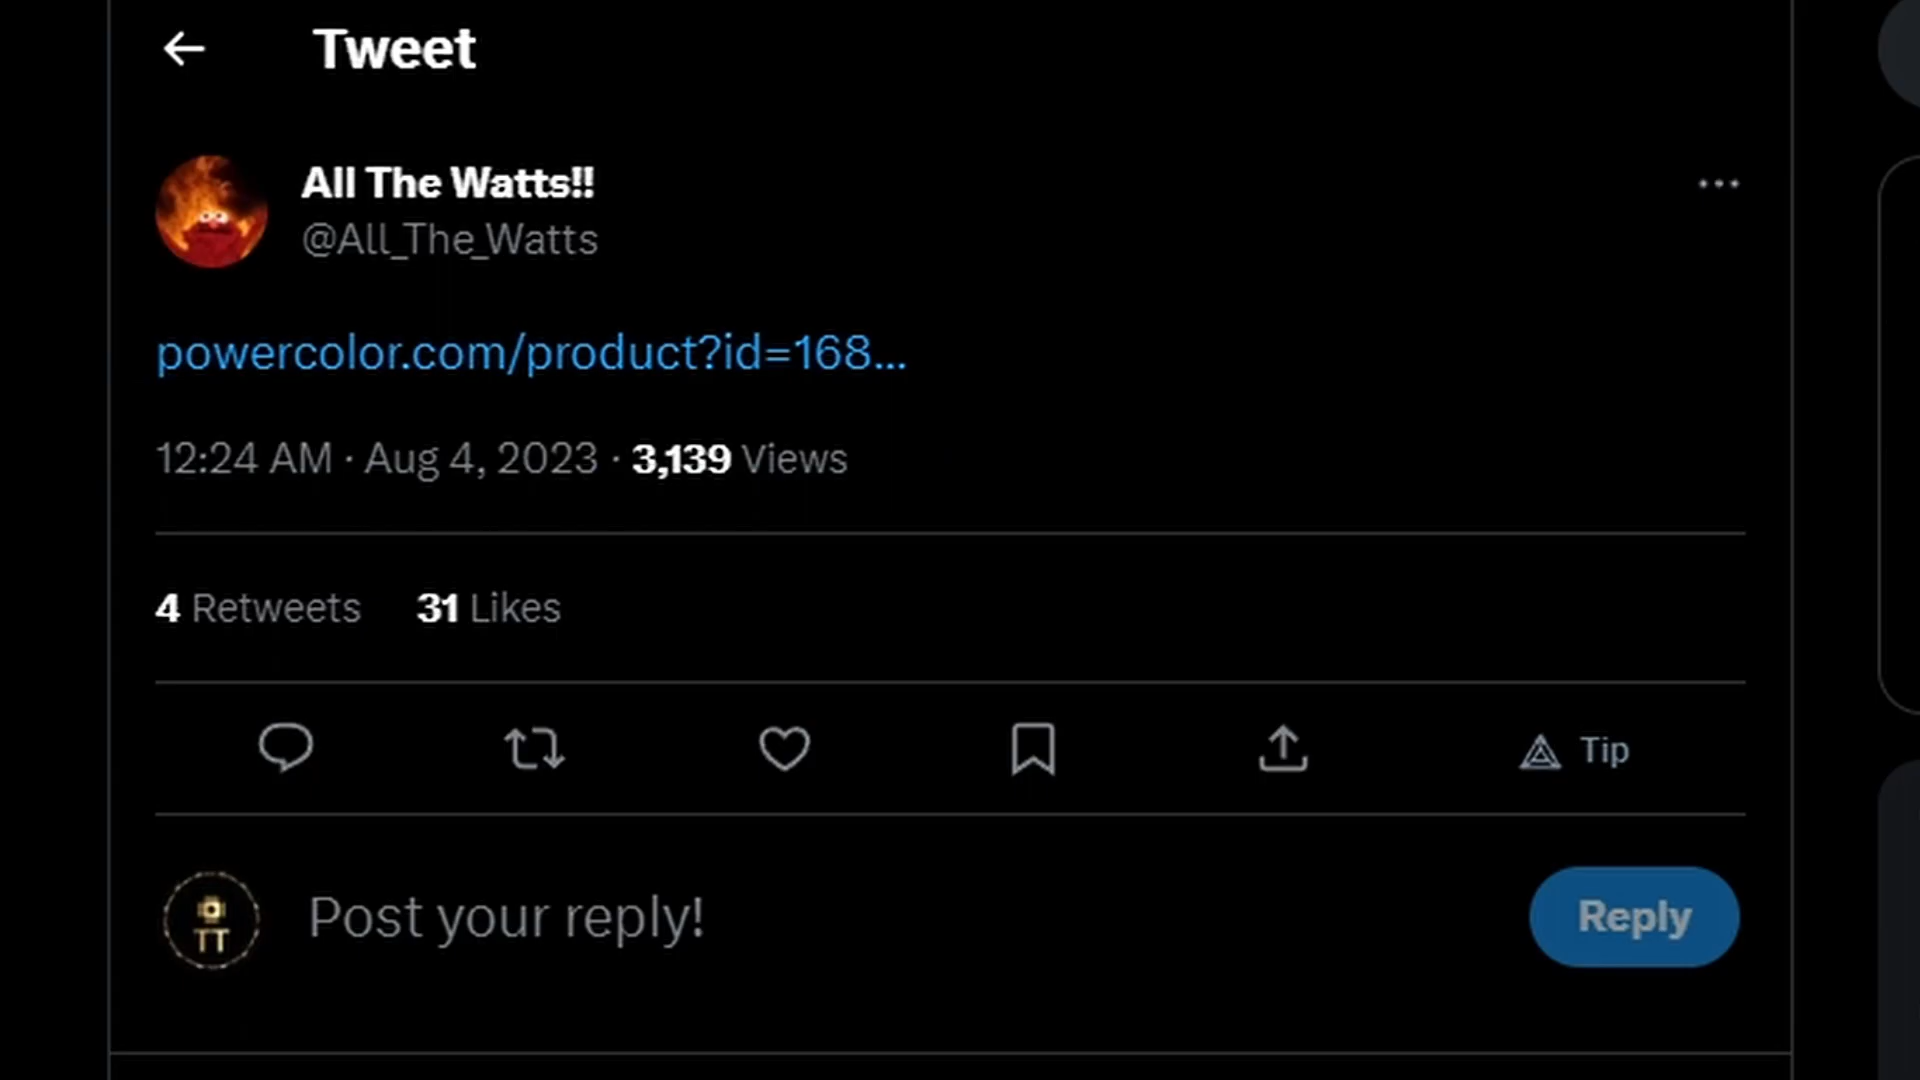 Tweet
All The Watts!!
@All_The_Watts
powercolor.com/product?id=168...
12:24 AM · Aug 4, 2023 · 3,139 Views
4 Retweets 31 Likes
Tip
Post your reply!
Reply